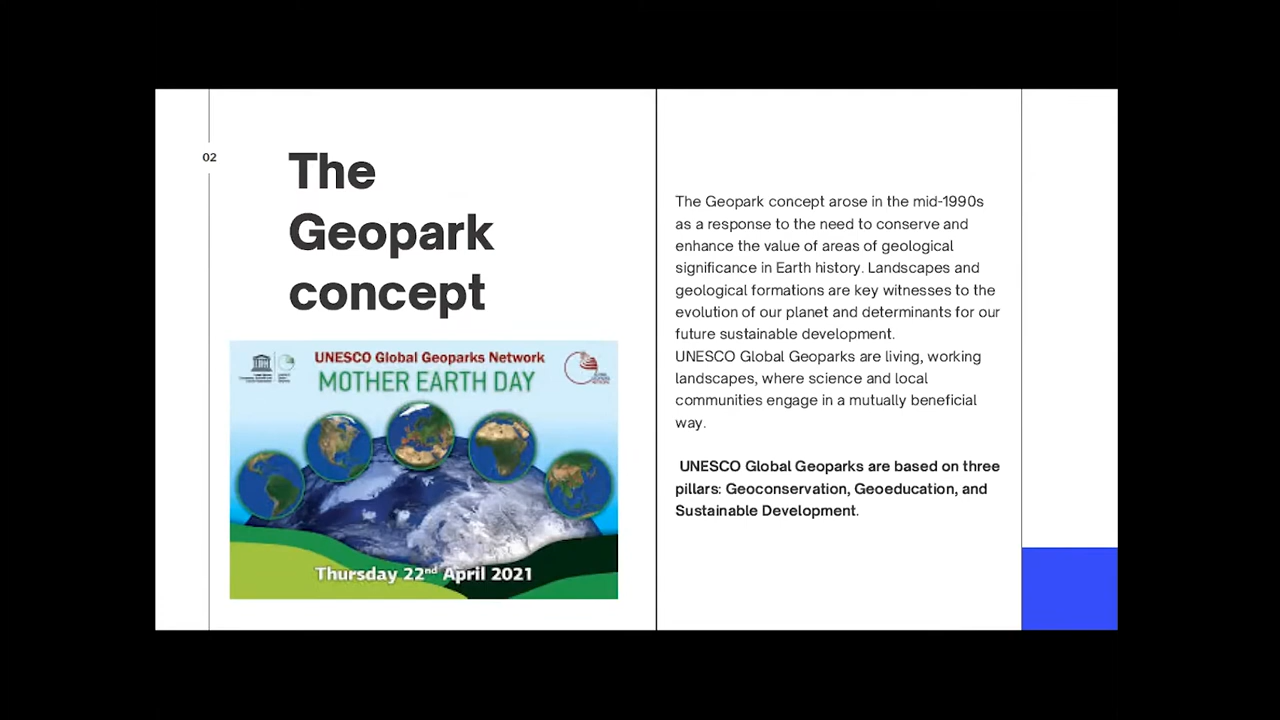 02
The
Geopark
concept
UNESCO Global Geoparks Network
MOTHER EARTH DAY
Thursday 22nd April 2021
The Geopark concept arose in the mid-1990s
as a response to the need to conserve and
enhance the value of areas of geological
significance in Earth history. Landscapes and
geological formations are key witnesses to the
evolution of our planet and determinants for our
future sustainable development.
UNESCO Global Geoparks are living, working
landscapes, where science and local
communities engage in a mutually beneficial
way.
UNESCO Global Geoparks are based on three
pillars: Geoconservation, Geoeducation, and
Sustainable Development.